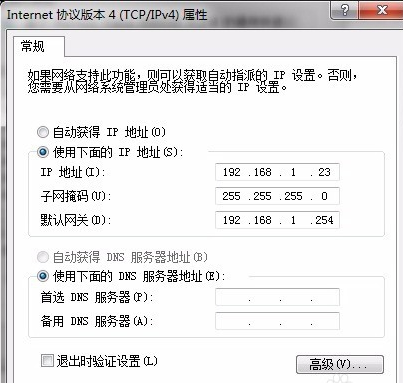 Internet 协议版本 4 (TCP/IPv4) 属性
常规
如果网络支持此功能，则可以获取自动指派的 IP 设置。否则，
您需要从网络系统管理员处获得适当的 IP 设置。
自动获得 IP 地址(O)
使用下面的 IP 地址(S):
IP 地址(I): 192 .168 . 1 .23
子网掩码(U): 255 .255 .255 . 0
默认网关(D): 192 .168 . 1 .254
自动获得 DNS 服务器地址(B)
使用下面的 DNS 服务器地址(E):
首选 DNS 服务器(P): . . .
备用 DNS 服务器(A): . . .
退出时验证设置(L)
高级(V)...